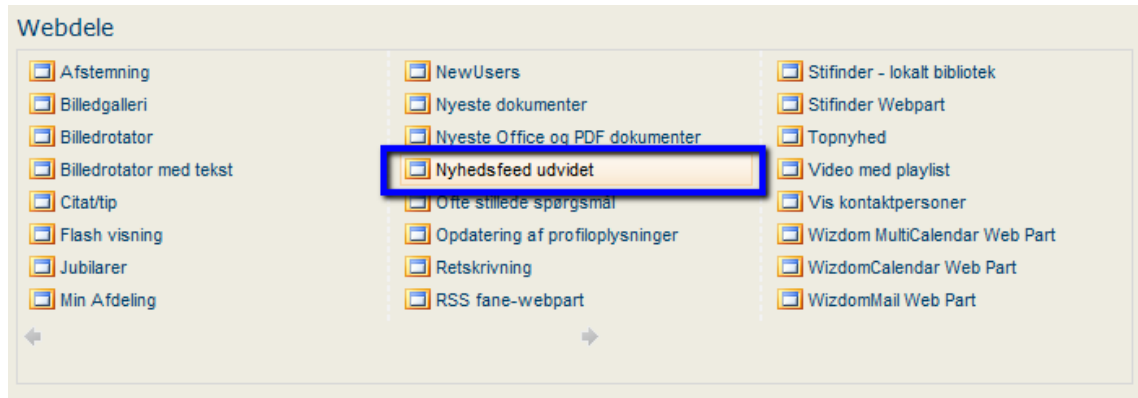 Webdele
Afstemning
Billedgalleri
Billedrotator
Billedrotator med tekst
Citat/tip
Flash visning
Jubilarer
Min Afdeling
NewUsers
Nyeste dokumenter
Nyeste Office og PDF dokumenter
Nyhedsfeed udvidet
Ofte stillede spørgsmål
Opdatering af profiloplysninger
Retskrivning
RSS fane-webpart
Stifinder - lokalt bibliotek
Stifinder Webpart
Topnyhed
Video med playlist
Vis kontaktpersoner
Wizdom MultiCalendar Web Part
WizdomCalendar Web Part
WizdomMail Web Part